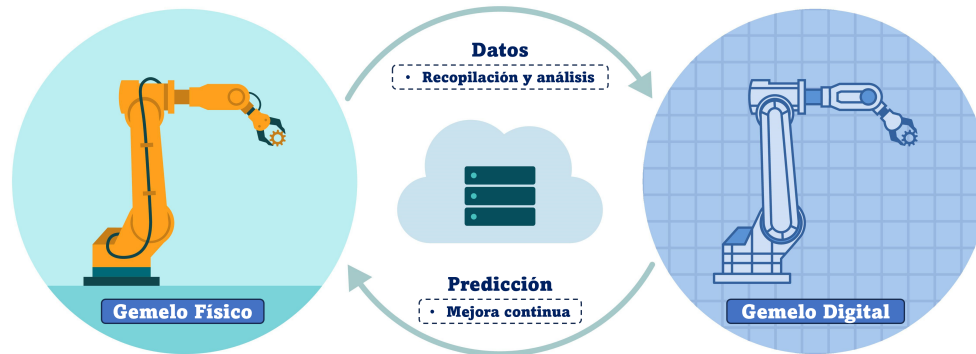 Datos
• Recopilación y análisis
Predicción
• Mejora continua
Gemelo Físico
Gemelo Digital